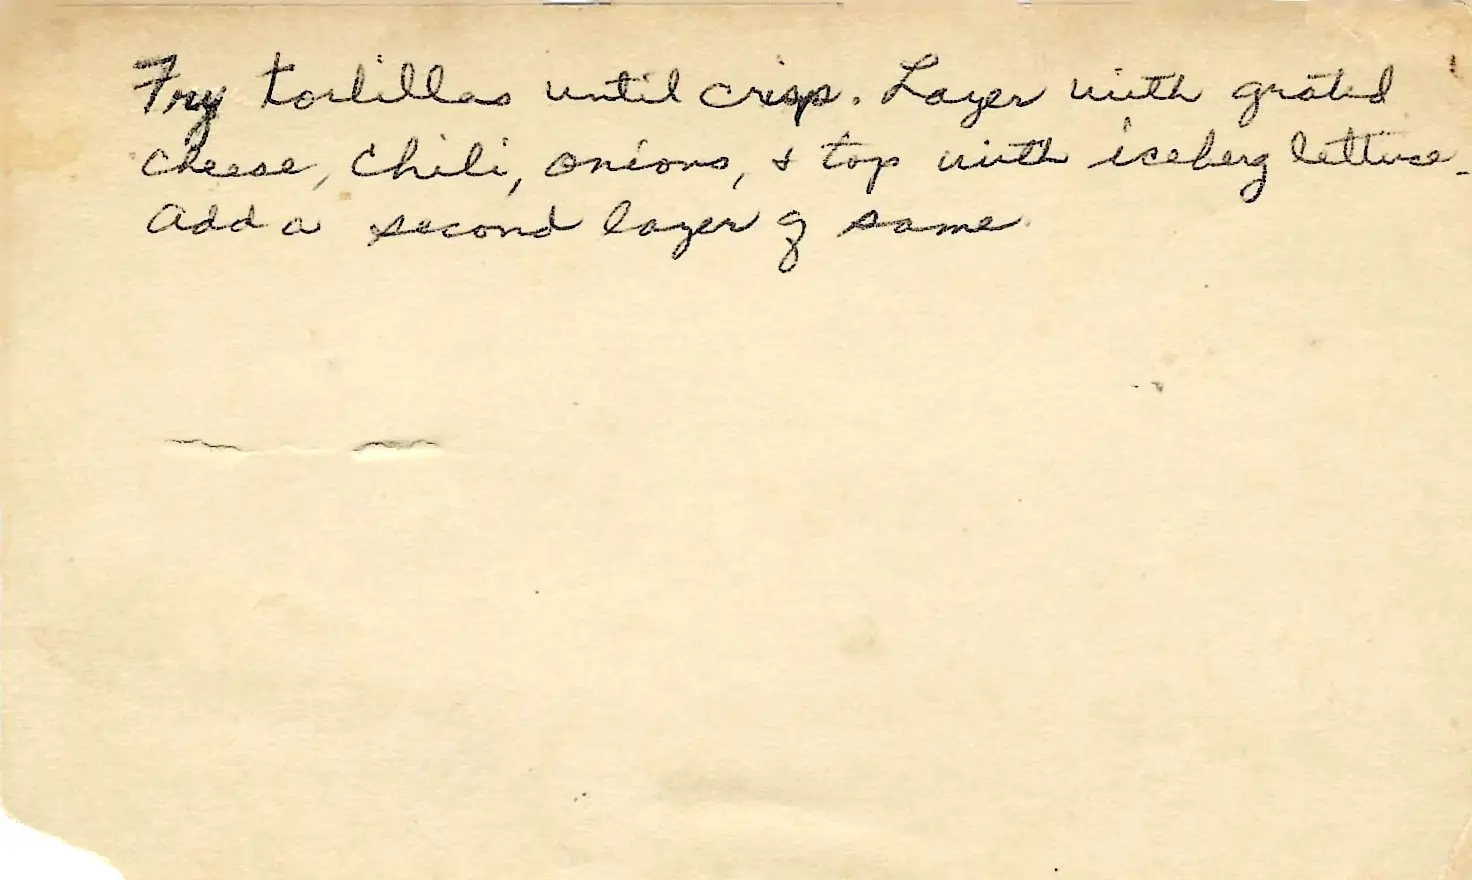 Fry tortillas until crisp. Layer with grated
cheese, chili, onions, & top with iceberg lettuce.
Add a second layer of same